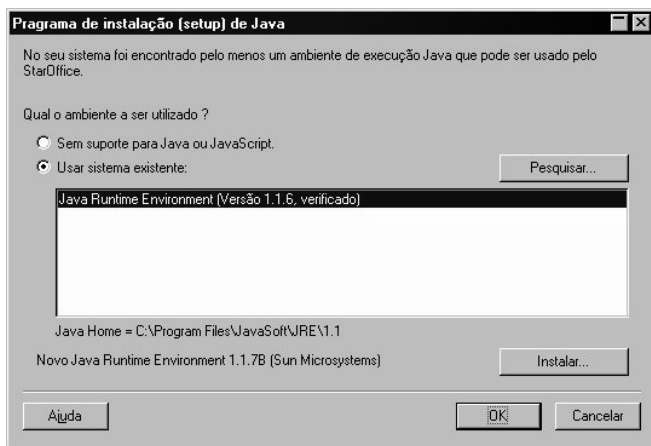 Pragrama de instalação (setup) de Java
No seu sistema foi encontrado pelo menos um ambiente de execução Java que pode ser usado pelo
StarOffice.
Qual o ambiente a ser utilizado ?
Sem suporte para Java ou JavaScript.
Usar sistema existente:
Pesquisar...
Java Runtime Environment (Versão 1.1.6, verificado)
Java Home = C:\Program Files\JavaSoft\JRE\1.1
Novo Java Runtime Environment 1.1.7B (Sun Microsystems)
Instalar...
Ajuda
OK
Cancelar